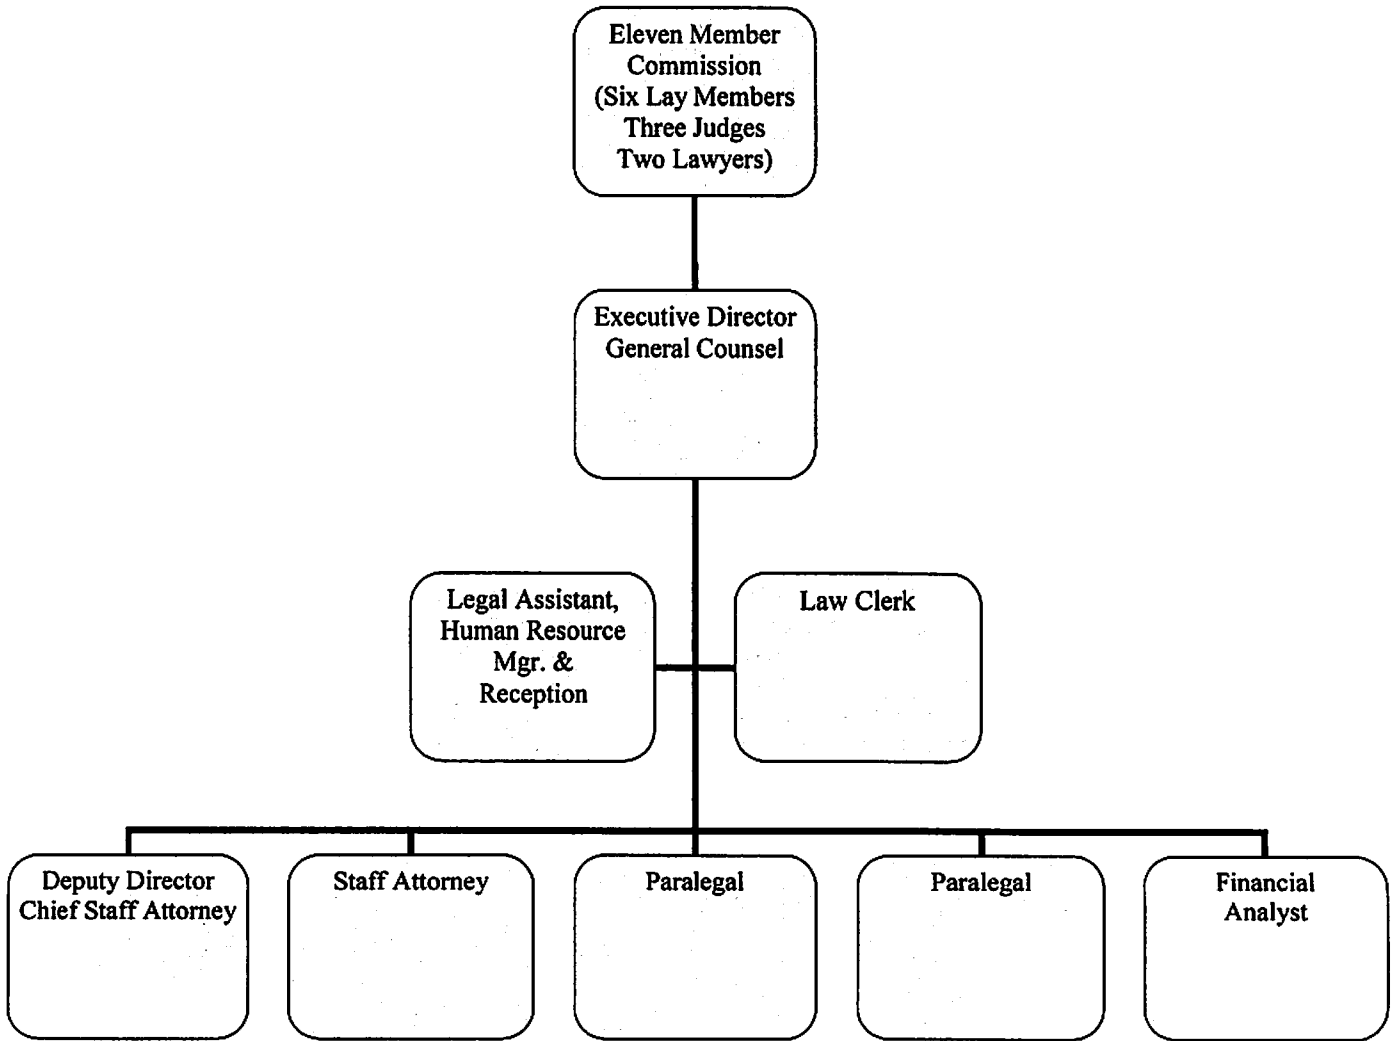 Eleven Member
Commission
(Six Lay Members
Three Judges
Two Lawyers)
Executive Director
General Counsel
Legal Assistant,
Human Resource
Mgr. &
Reception
Law Clerk
Deputy Director
Chief Staff Attorney
Staff Attorney
Paralegal
Paralegal
Financial
Analyst